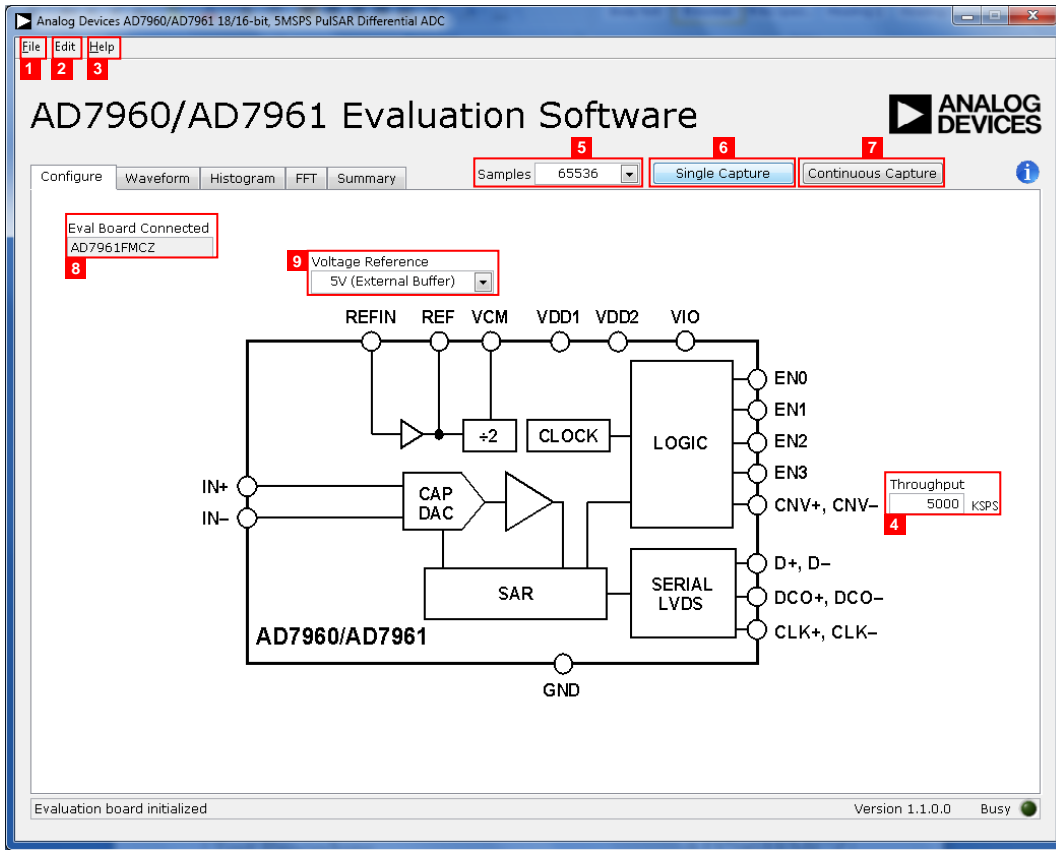 Analog Devices AD7960/AD7961 18/16-bit, 5MSPS PulSAR Differential ADC
File Edit Help
1 2 3
AD7960/AD7961 Evaluation Software
ANALOG
DEVICES
5 6 7
Configure Waveform Histogram FFT Summary
Samples 65536 Single Capture Continuous Capture
i
Eval Board Connected
AD7961FMCZ
8
9 Voltage Reference
5V (External Buffer)
REFIN REF VCM VDD1 VDD2 VIO
EN0
EN1
÷2 CLOCK LOGIC EN2
EN3
IN+
IN–
CAP
DAC
CNV+, CNV–
Throughput
5000 KSPS
4
D+, D–
SAR
SERIAL
LVDS
DCO+, DCO–
CLK+, CLK–
AD7960/AD7961
GND
Evaluation board initialized Version 1.1.0.0 Busy